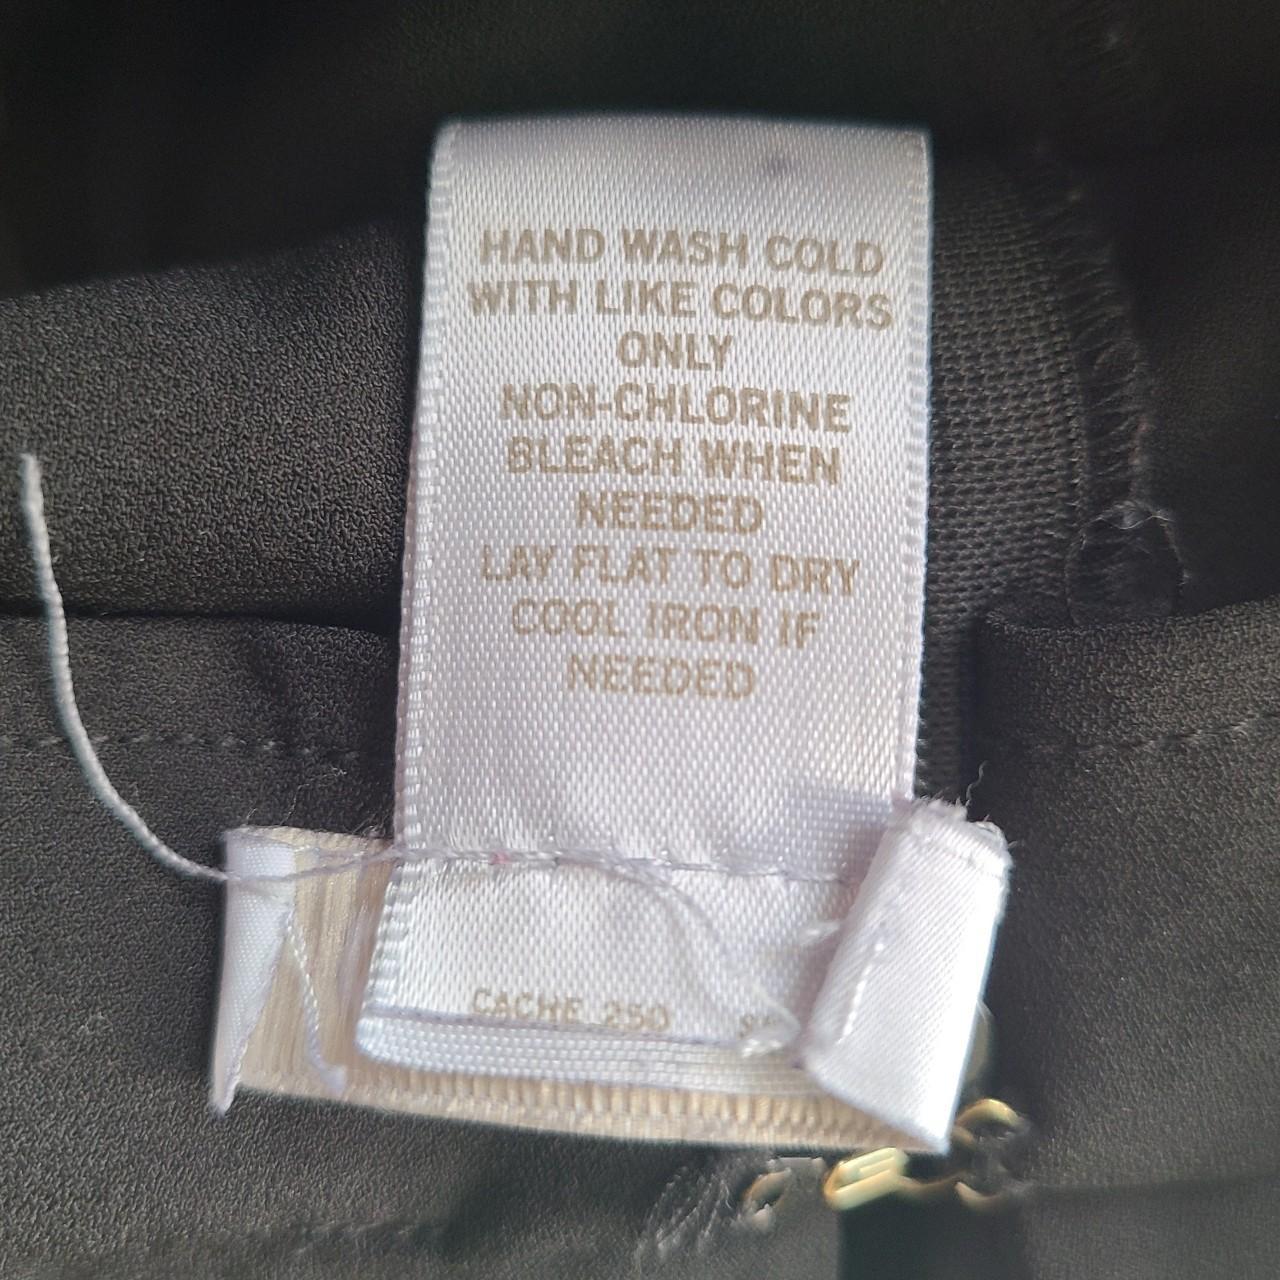 HAND WASH COLD
WITH LIKE COLORS
ONLY
NON-CHLORINE
BLEACH WHEN
NEEDED
LAY FLAT TO DRY
COOL IRON IF
NEEDED
CACHE 250